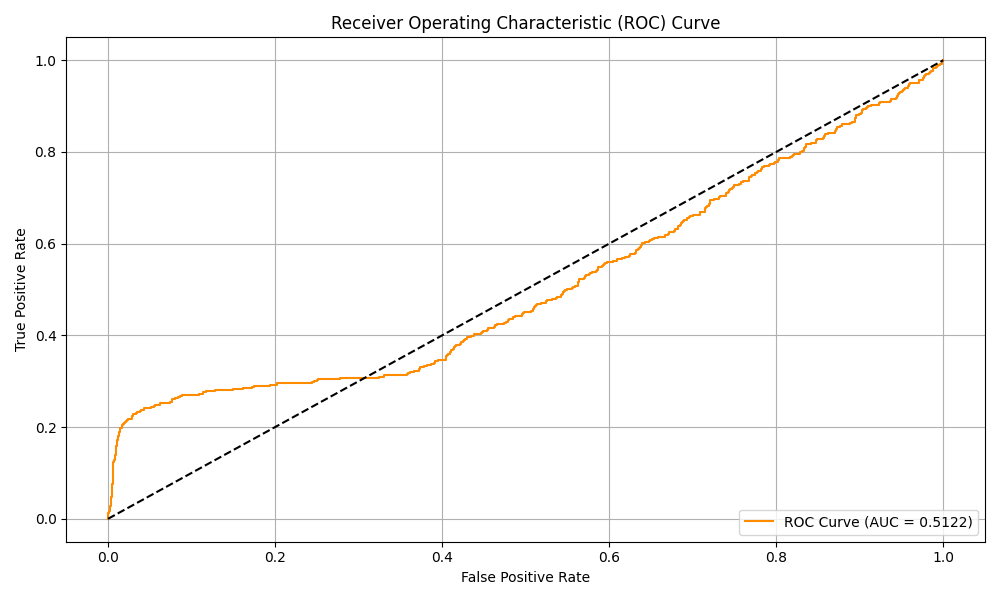 Receiver Operating Characteristic (ROC) Curve
1.0
0.8
0.6
0.4
0.2
0.0
True Positive Rate
ROC Curve (AUC = 0.5122)
0.0 0.2 0.4 0.6 0.8 1.0
False Positive Rate